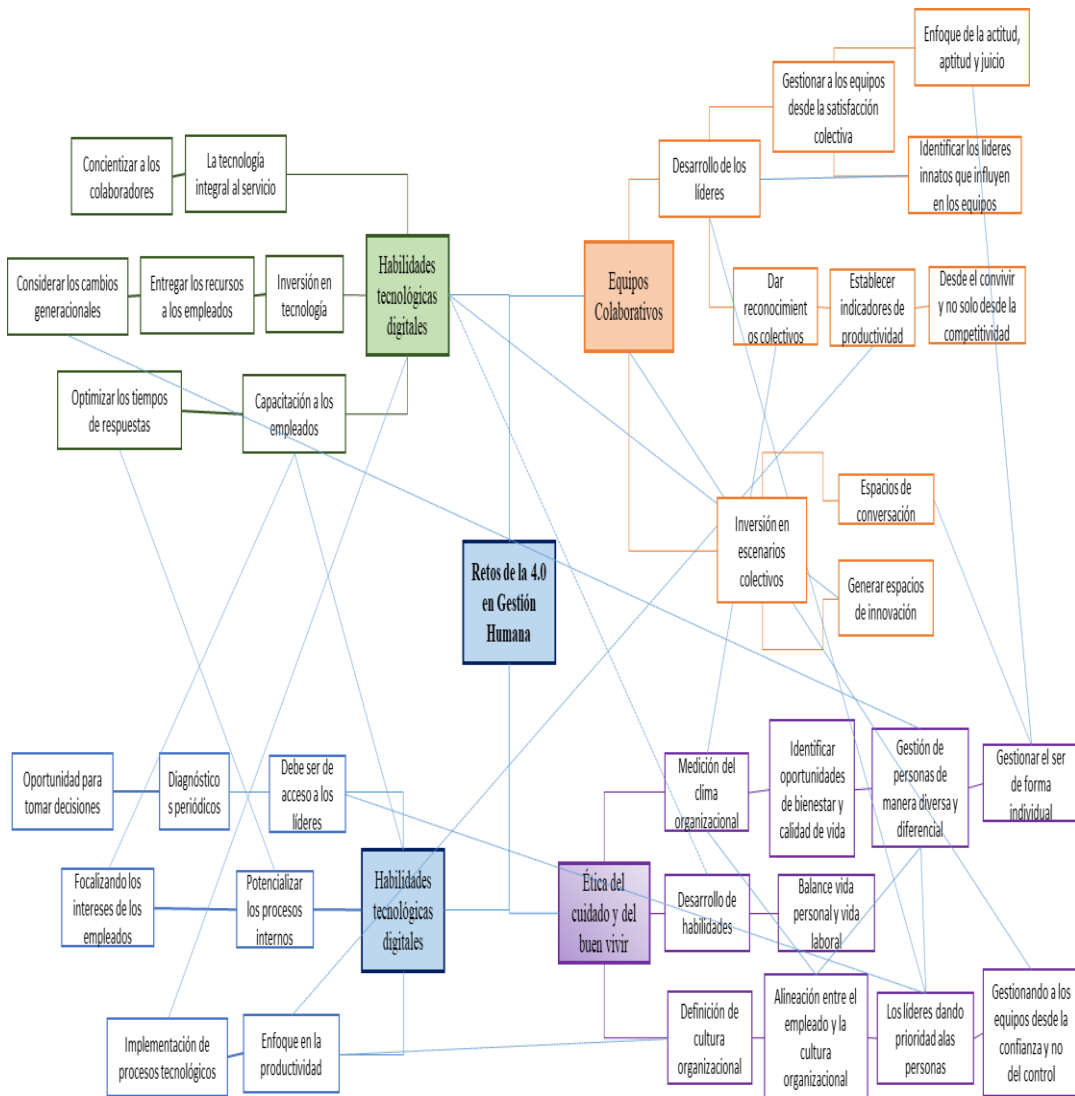 Enfoque de la actitud,
aptitud y juicio
Gestionar a los equipos
desde la satisfacción
colectiva
Concientizar a los
colaboradores
La tecnología
integral al servicio
Desarrollo de los
líderes
Identificar los lideres
innatos que influyen
en los equipos
Habilidades
tecnológicas
digitales
Equipos
Colaborativos
Considerar los cambios
generacionales
Entregar los recursos
a los empleados
Inversión en
tecnología
Dar
reconocimient
os colectivos
Establecer
indicadores de
productividad
Desde el convivir
y no solo desde la
competitividad
Optimizar los tiempos
de respuestas
Capacitación a los
empleados
Espacios de
conversación
Inversión en
escenarios
colectivos
Generar espacios
de innovación
Retos de la 4.0
en Gestión
Humana
Oportunidad para
tomar decisiones
Diagnóstico
s periódicos
Debe ser de
acceso a los
líderes
Medición del
clima
organizacional
Identificar
oportunidades
de bienestar y
calidad de vida
Gestión de
personas de
manera diversa y
diferencial
Gestionar el ser
de forma
individual
Focalizando los
intereses de los
empleados
Potencializar
los procesos
internos
Habilidades
tecnológicas
digitales
Ética del
cuidado y del
buen vivir
Desarrollo de
habilidades
Balance vida
personal y vida
laboral
Implementación de
procesos tecnológicos
Enfoque en la
productividad
Definición de
cultura
organizacional
Alineación entre el
empleado y la
cultura
organizacional
Los líderes dando
prioridad alas
personas
Gestionando a los
equipos desde la
confianza y no
del control